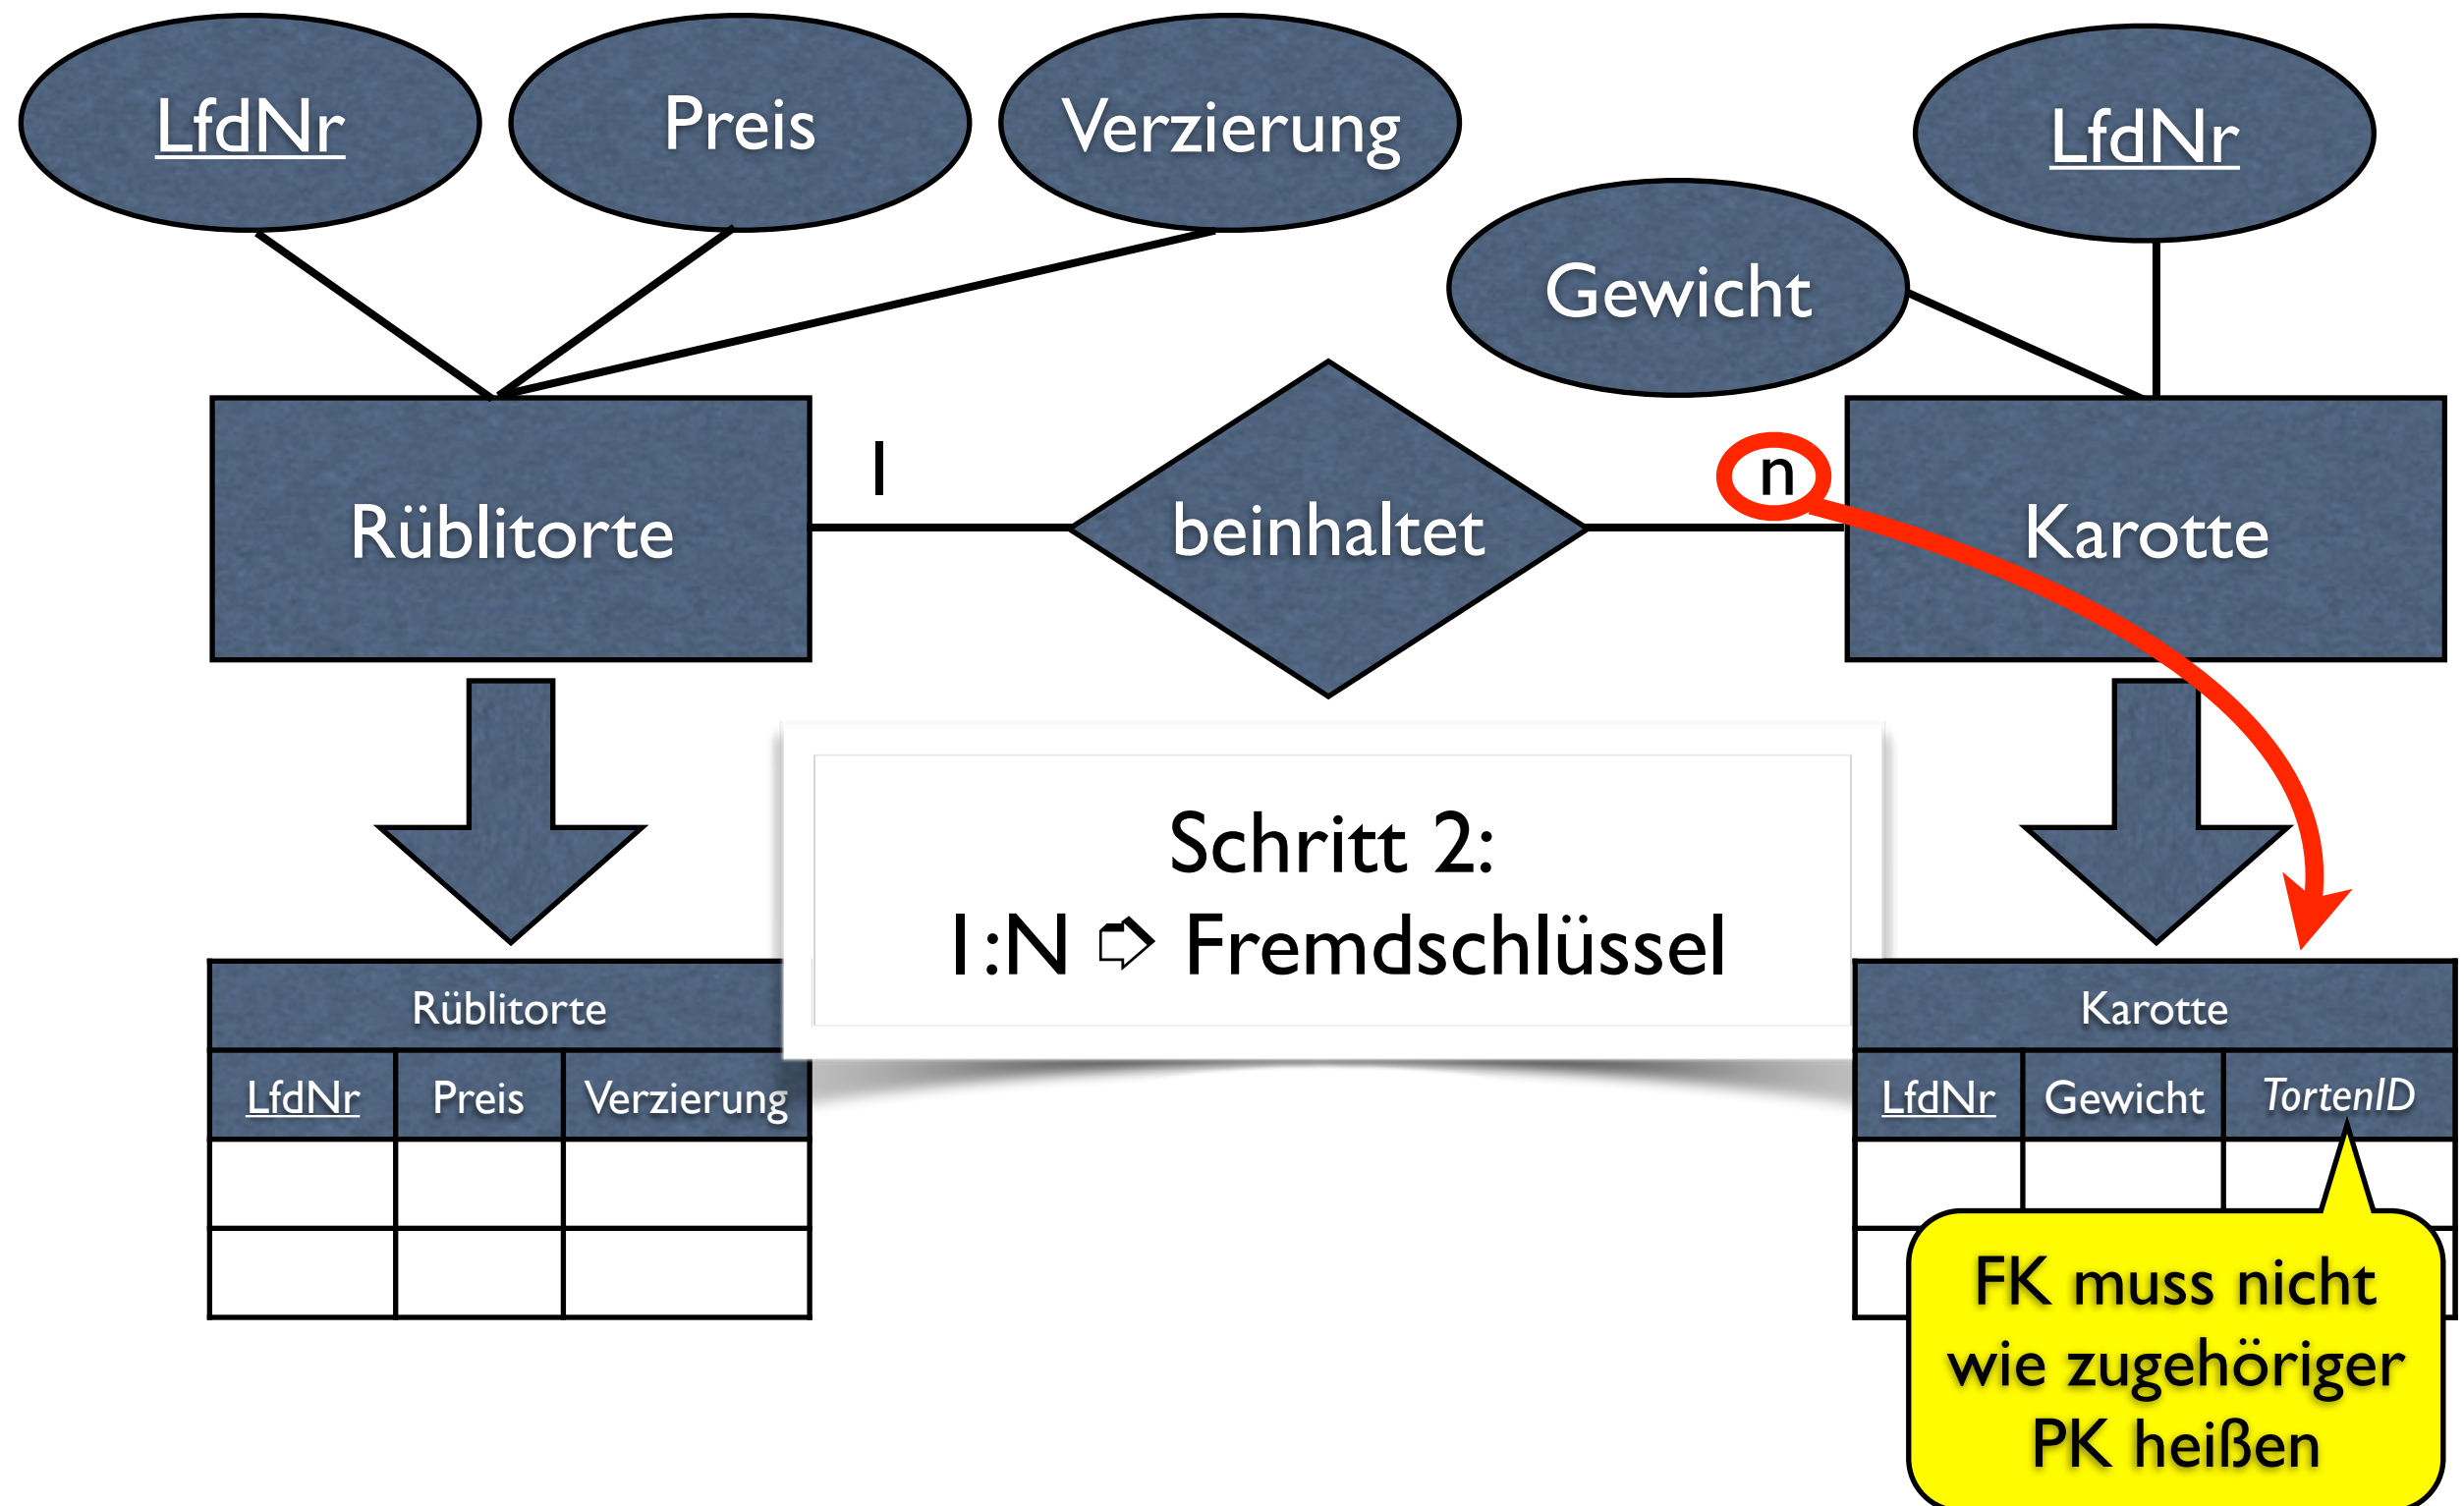 LfdNr
Preis
Verzierung
LfdNr
Gewicht
1
n
Rüblitorte
beinhaltet
Karotte
Schritt 2:
1:N ➩ Fremdschlüssel
Rüblitorte
LfdNr Preis Verzierung
Karotte
LfdNr Gewicht TortenID
FK muss nicht
wie zugehöriger
PK heißen